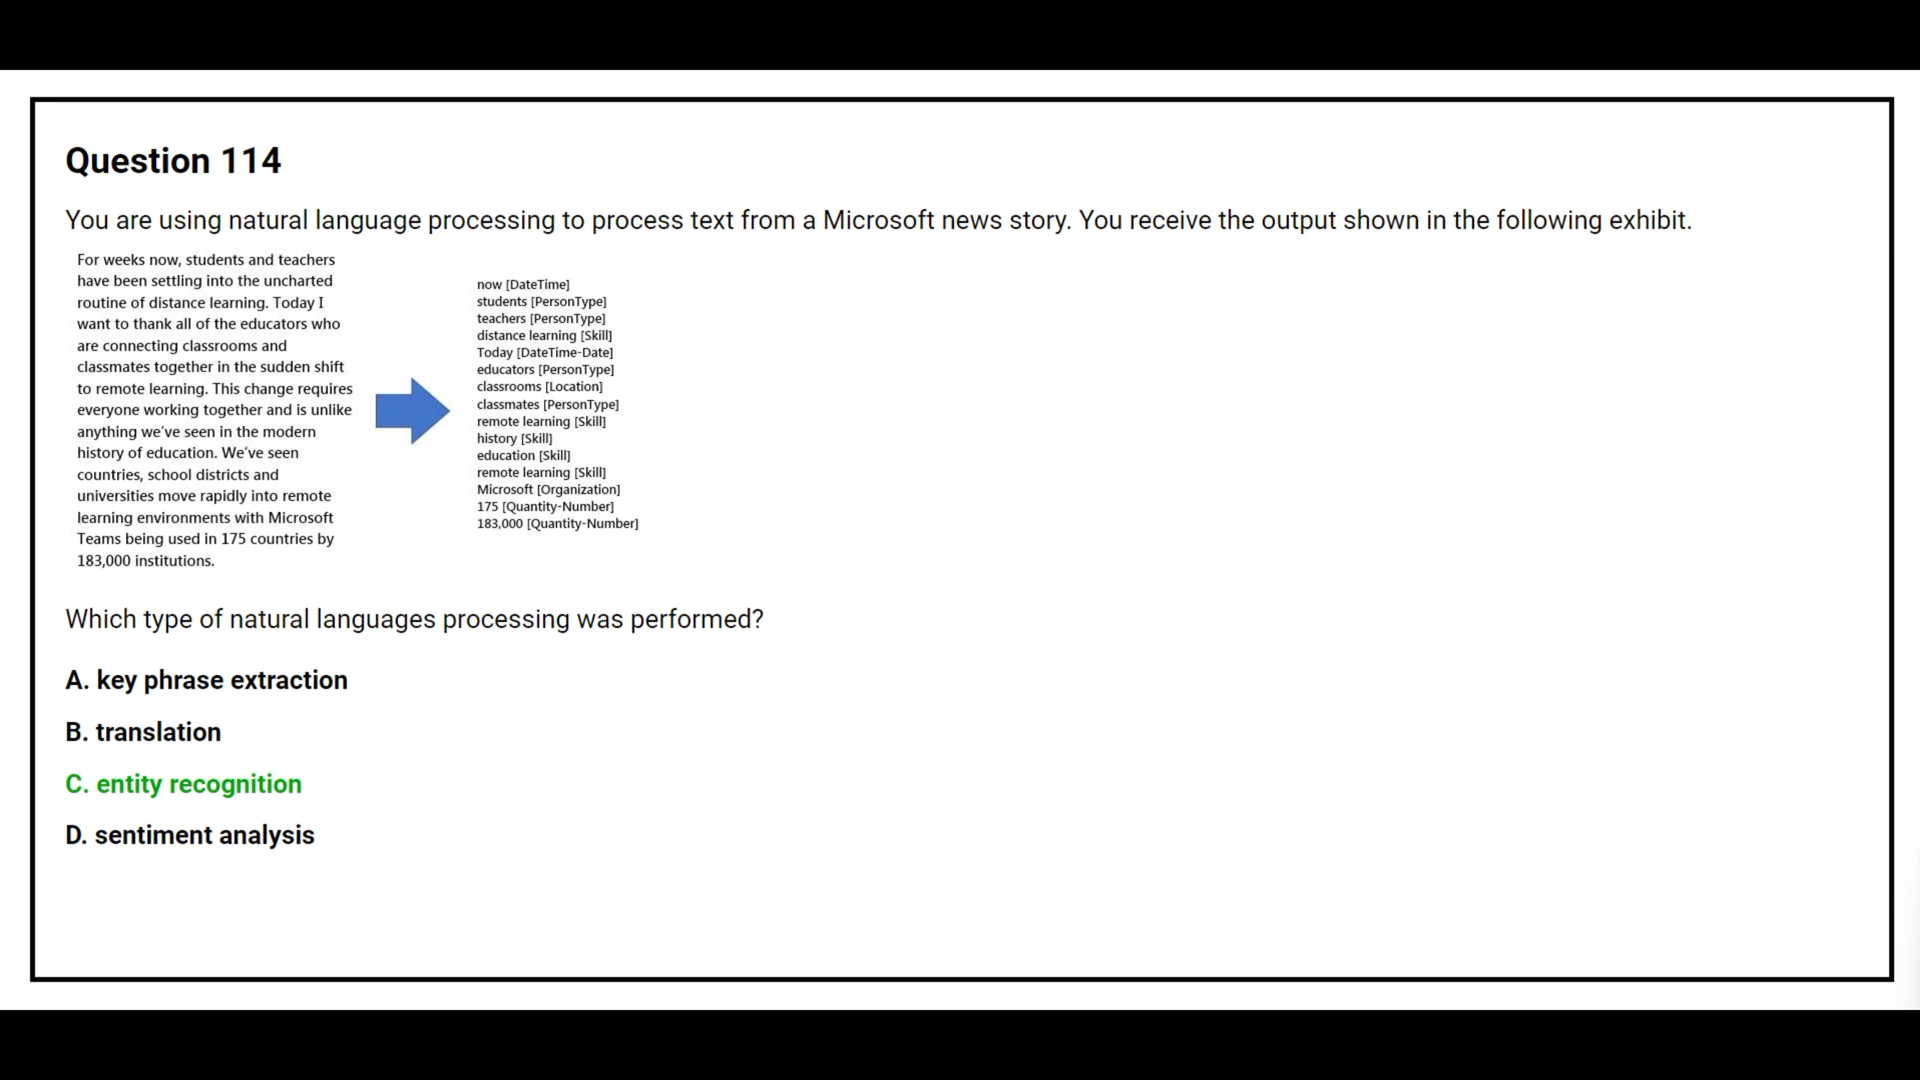 Question 114
You are using natural language processing to process text from a Microsoft news story. You receive the output shown in the following exhibit.
For weeks now, students and teachers
have been settling into the uncharted
routine of distance learning. Today I
want to thank all of the educators who
are connecting classrooms and
classmates together in the sudden shift
to remote learning. This change requires
everyone working together and is unlike
anything we've seen in the modern
history of education. We've seen
countries, school districts and
universities move rapidly into remote
learning environments with Microsoft
Teams being used in 175 countries by
183,000 institutions.
now [DateTime]
students [PersonType]
teachers [PersonType]
distance learning [Skill]
Today [DateTime-Date]
educators [PersonType]
classrooms [Location]
classmates [PersonType]
remote learning [Skill]
history [Skill]
education [Skill]
remote learning [Skill]
Microsoft [Organization]
175 [Quantity-Number]
183,000 [Quantity-Number]
Which type of natural languages processing was performed?
A. key phrase extraction
B. translation
C. entity recognition
D. sentiment analysis